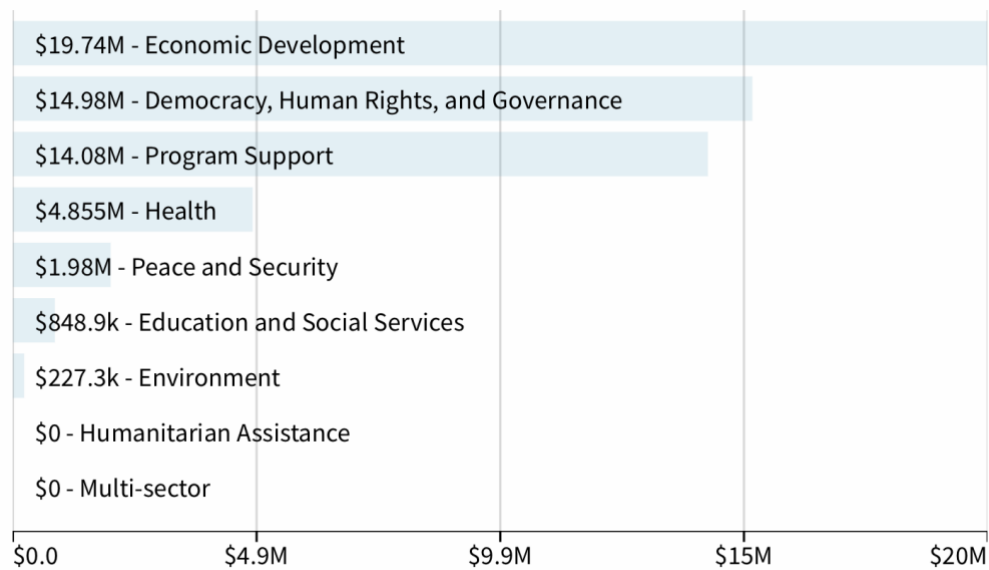 $19.74M - Economic Development
$14.98M - Democracy, Human Rights, and Governance
$14.08M - Program Support
$4.855M - Health
$1.98M - Peace and Security
$848.9k - Education and Social Services
$227.3k - Environment
$0 - Humanitarian Assistance
$0 - Multi-sector
$0.0 $4.9M $9.9M $15M $20M